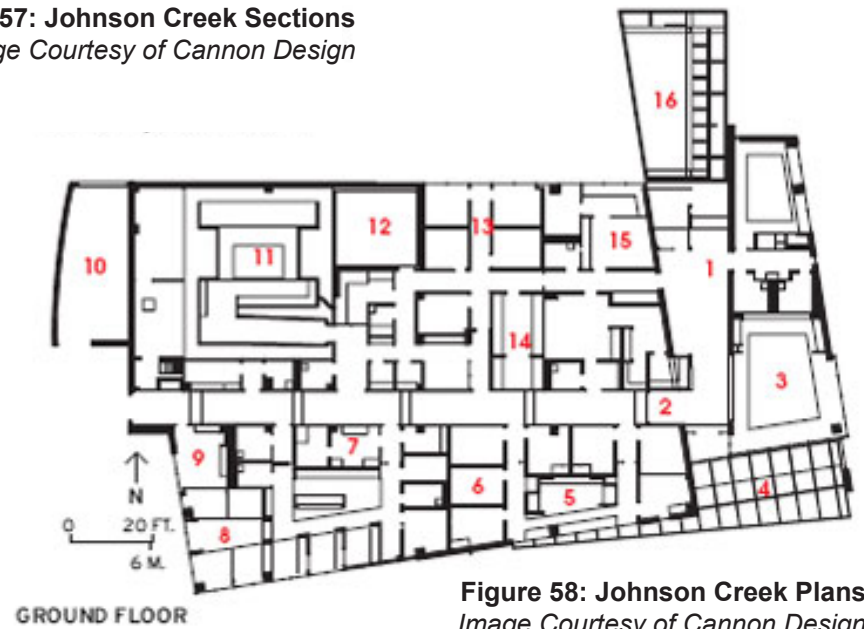 57: Johnson Creek Sections
ge Courtesy of Cannon Design
16
12
13
15
11
10
1
14
3
2
7
9
6
5
4
8
N
0 20 FT.
6 M.
GROUND FLOOR
Figure 58: Johnson Creek Plans
Image Courtesy of Cannon Design